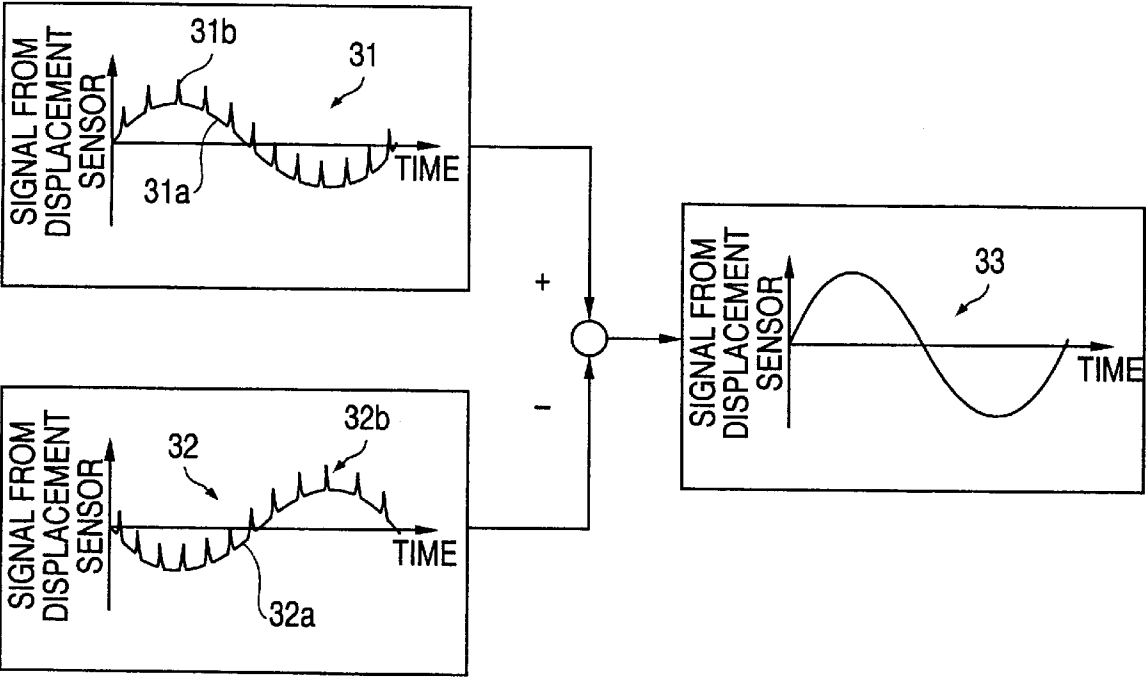 SIGNAL FROM
DISPLACEMENT
SENSOR
31b
31
31a
TIME
+
SIGNAL FROM
DISPLACEMENT
SENSOR
33
TIME
−
SIGNAL FROM
DISPLACEMENT
SENSOR
32
32b
TIME
32a